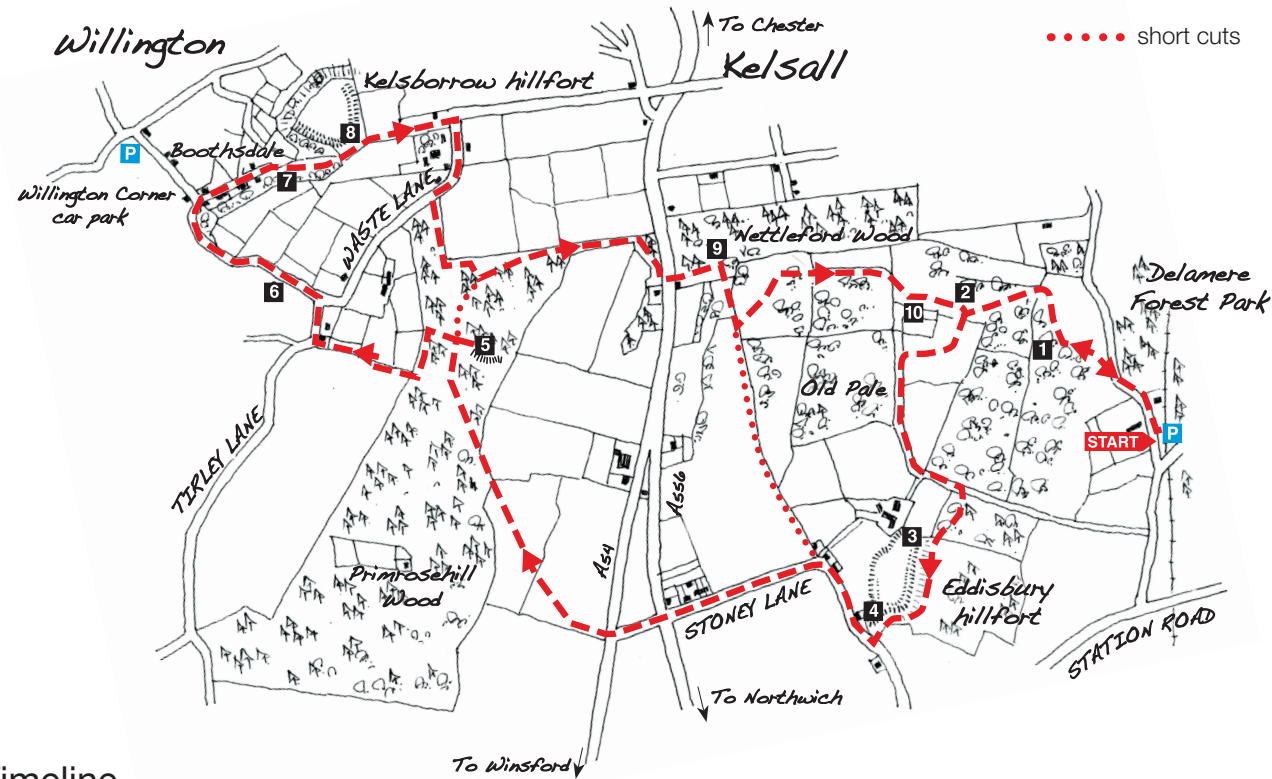 To Chester
short cuts
Willington
Kelsall
Kelsborrow hillfort
8
P
Boothsdale
7
Willington Corner
car park
WASTE LANE
9
Nettleford Wood
Delamere
Forest Park
6
2
10
5
1
Old Pale
START
P
TIRLEY LANE
A556
3
A54
Primrosehill
Wood
Eddisbury
hillfort
4
STONEY LANE
STATION ROAD
To Northwich
To Winsford
Timeline